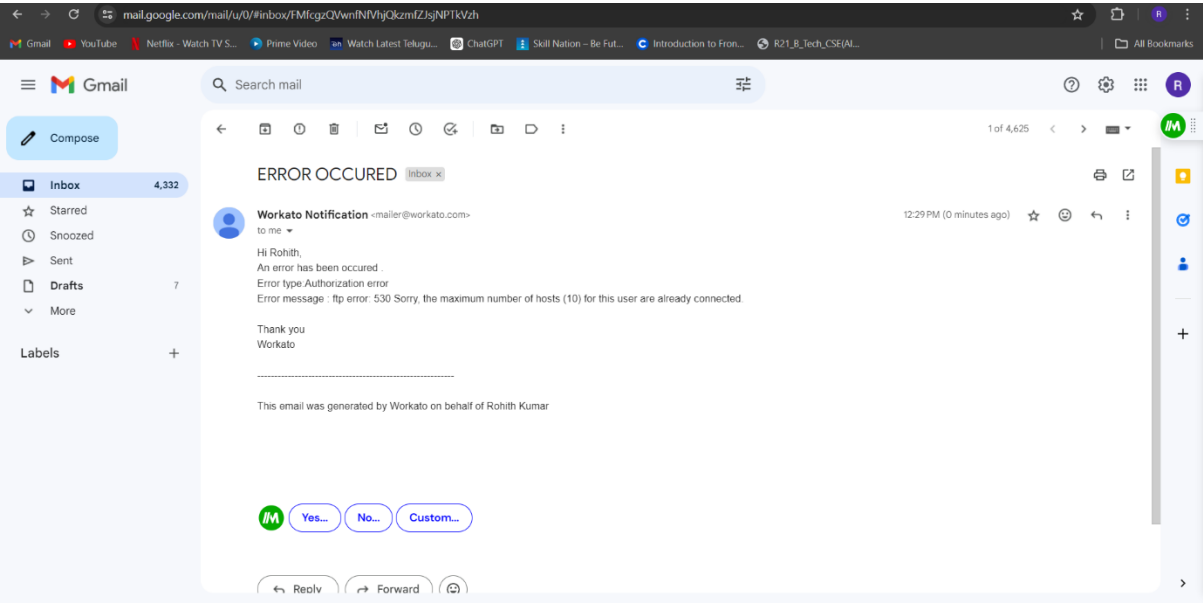 mail.google.com/mail/u/0/#inbox/FMfcgzQVwnfNfVhjQkzmfZJsjNPTkVzh
R
Gmail YouTube Netflix - Watch TV S... Prime Video Watch Latest Telugu... ChatGPT Skill Nation – Be Fut... Introduction to Fron... R21_B_Tech_CSE(AI... All Bookmarks
Gmail
Search mail
R
Compose
1 of 4,625
Inbox 4,332
Starred
Snoozed
Sent
Drafts 7
More
Labels
ERROR OCCURED Inbox ×
Workato Notification <mailer@workato.com> 12:29 PM (0 minutes ago)
to me
Hi Rohith,
An error has been occured .
Error type:Authorization error
Error message : ftp error: 530 Sorry, the maximum number of hosts (10) for this user are already connected.
Thank you
Workato
----------------------------------------------------------
This email was generated by Workato on behalf of Rohith Kumar
Yes... No... Custom...
Reply Forward